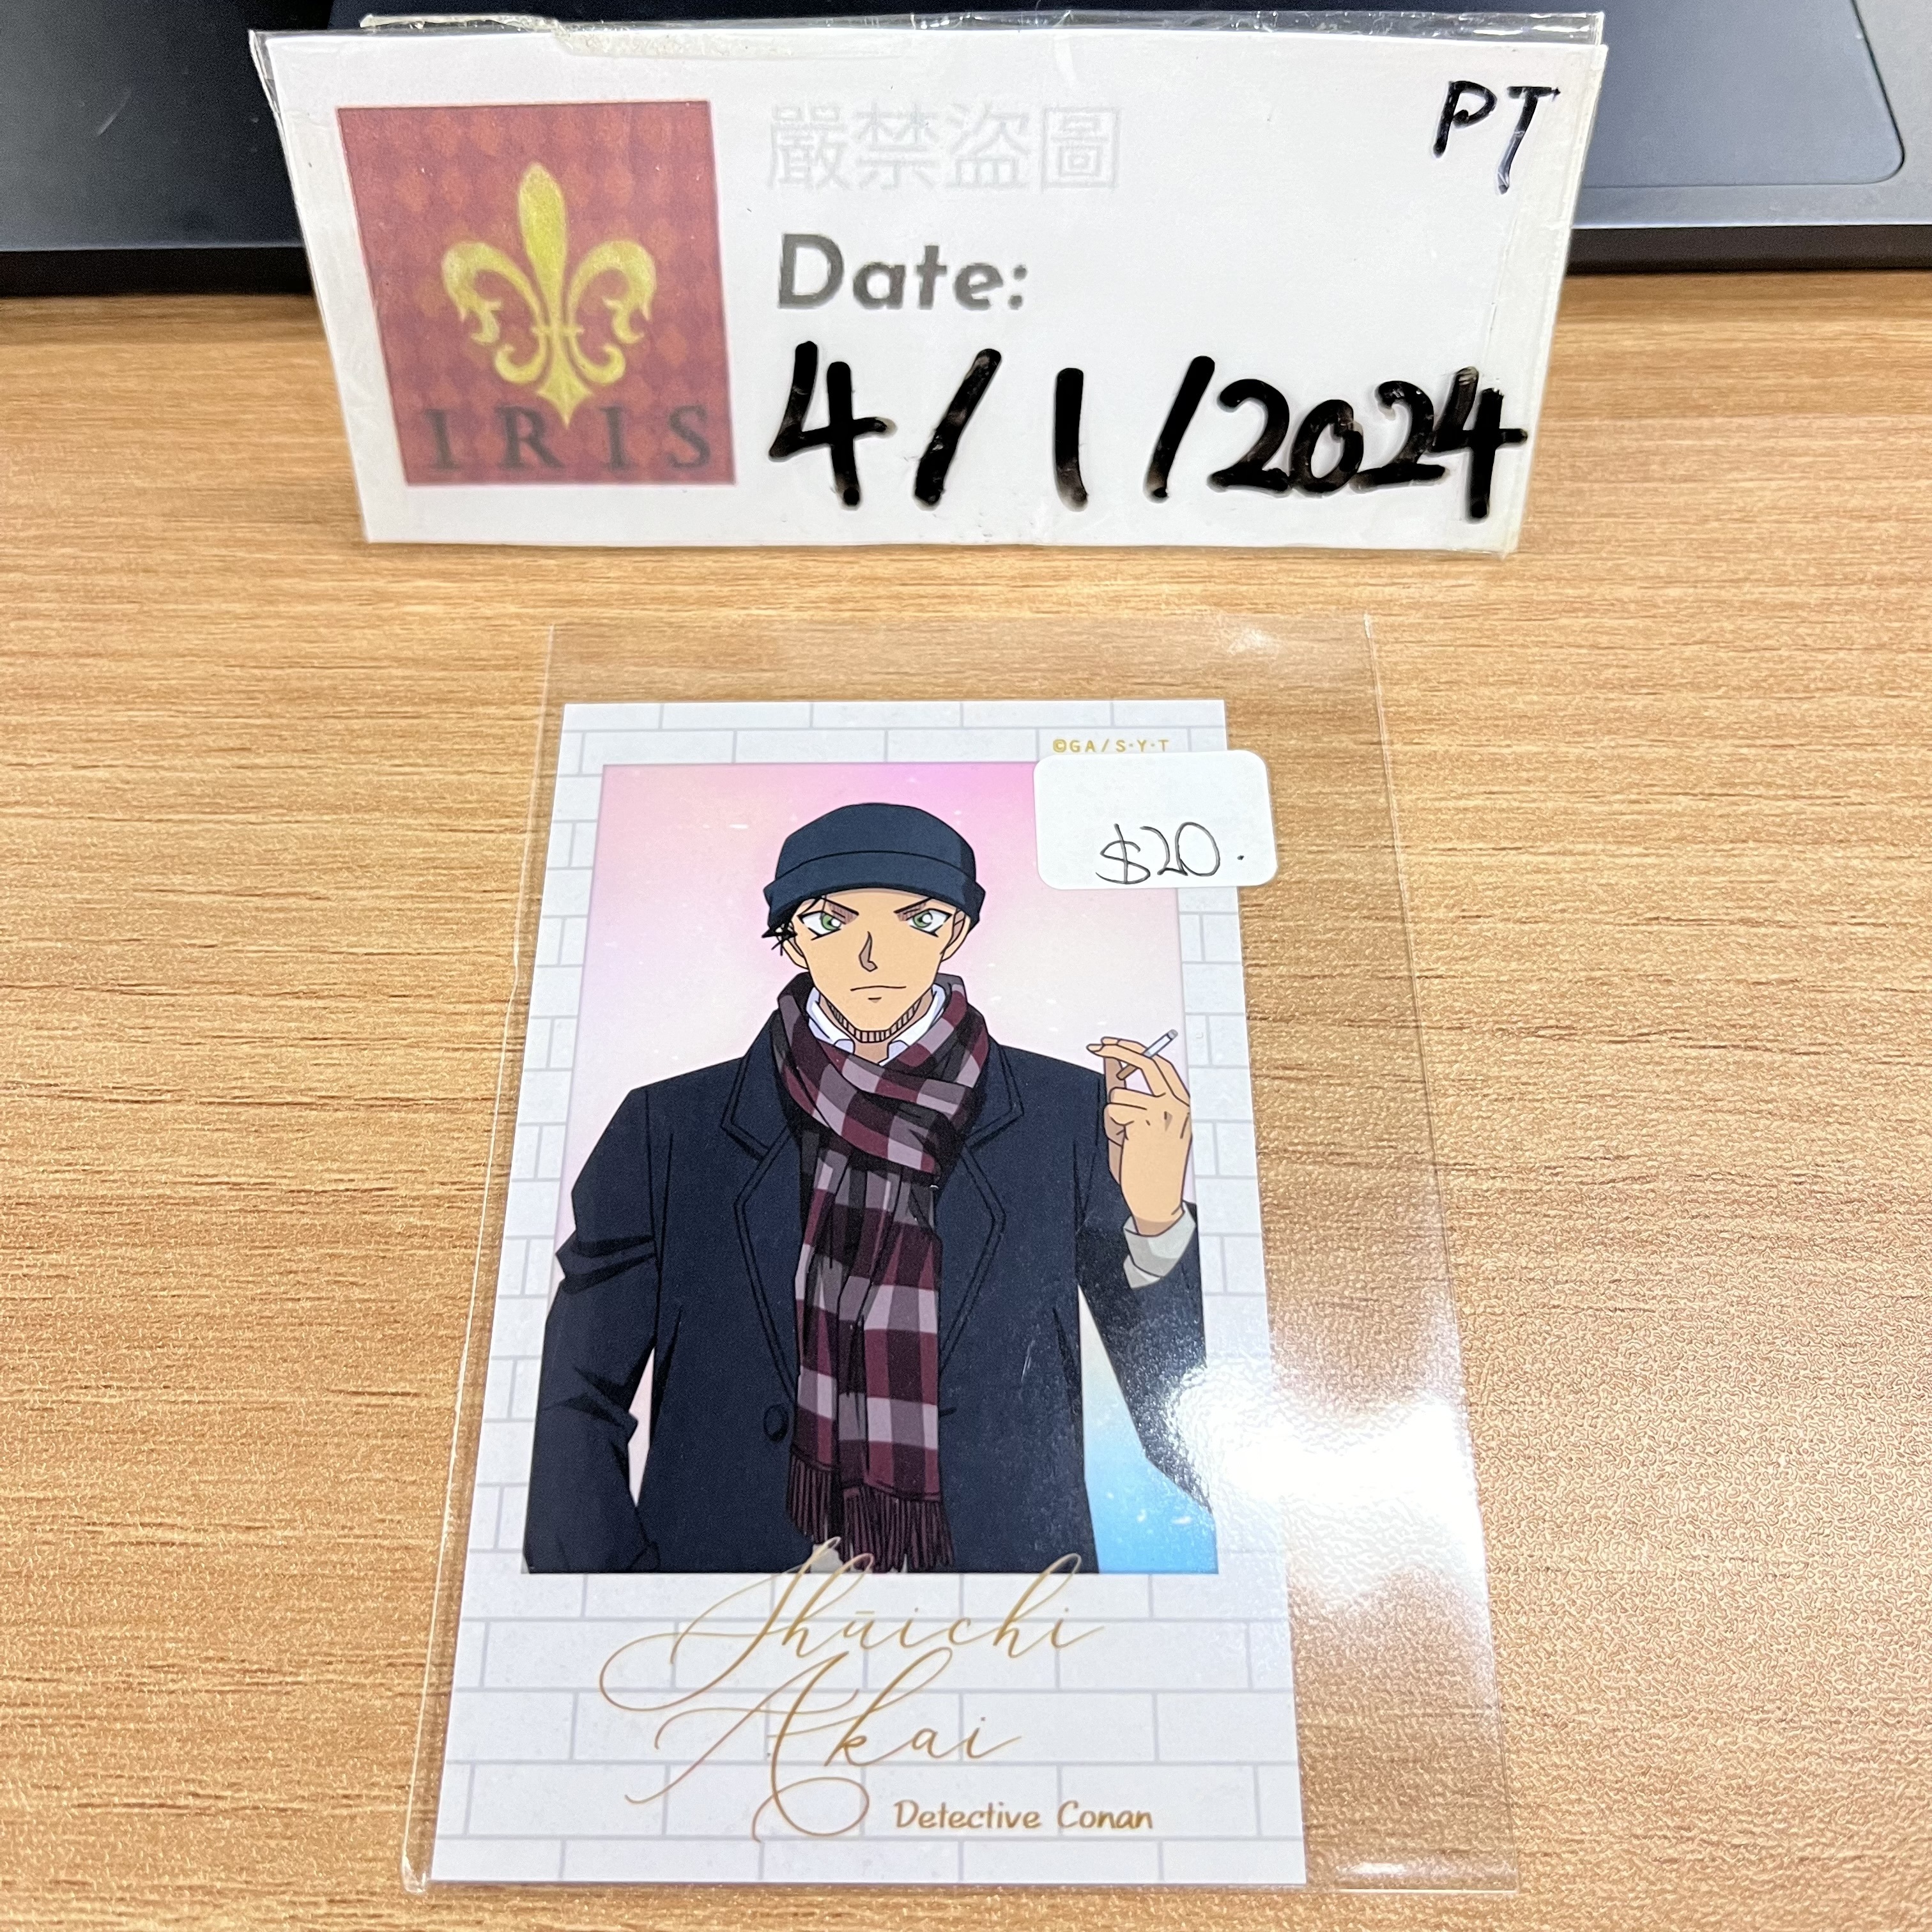 嚴禁盜圖
PT
Date:
4/1/2024
IRIS
©GA/S·Y·T
$20.
Shūichi
Akai
Detective Conan